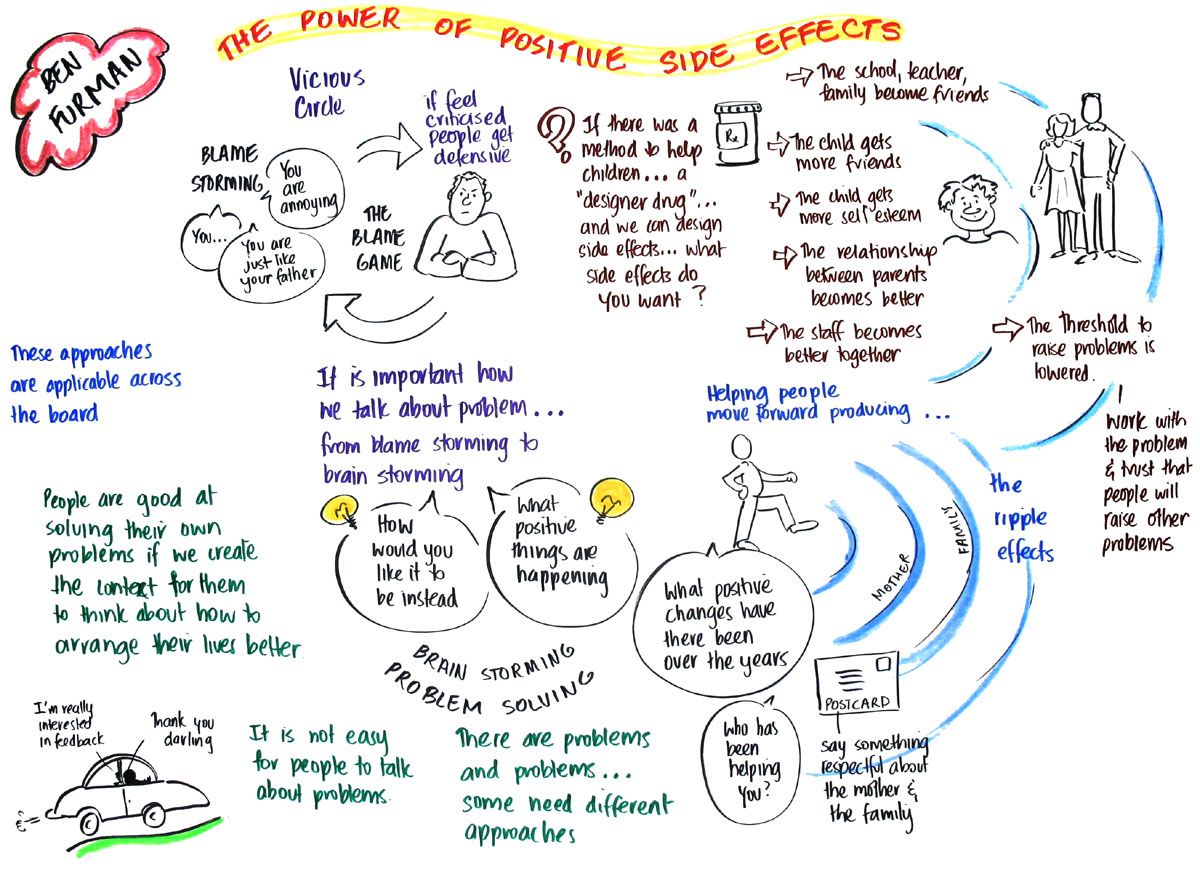 THE POWER OF POSITIVE SIDE EFFECTS
BEN
FURMAN
Vicious
Circle
BLAME
STORMING
You
are
annoying
You...
You are
just like
your father
if feel
criticised
people get
defensive
THE
BLAME
GAME
If there was a
method to help
children... a
"designer drug"...
and we can design
side effects... what
side effects do
you want ?
Rx
The school, teacher,
family become friends
The child gets
more friends
The child gets
more self esteem
The relationship
between parents
becomes better
The staff becomes
better together
The Threshold to
raise problems is
lowered.
work with
the problem
& trust that
people will
raise other
problems
These approaches
are applicable across
the board
It is important how
we talk about problem...
from blame storming to
brain storming
How
would you
like it to
be instead
What
positive
things are
happening
BRAIN STORMING
PROBLEM SOLVING
Helping people
move forward producing ...
the
ripple
effects
MOTHER
FAMILY
What positive
changes have
there been
over the years
Who has
been
helping
you?
POSTCARD
say something
respectful about
the mother &
the family
People are good at
solving their own
problems if we create
the context for them
to think about how to
arrange their lives better.
I'm really
interested
in feedback
Thank you
darling
It is not easy
for people to talk
about problems.
There are problems
and problems...
some need different
approaches